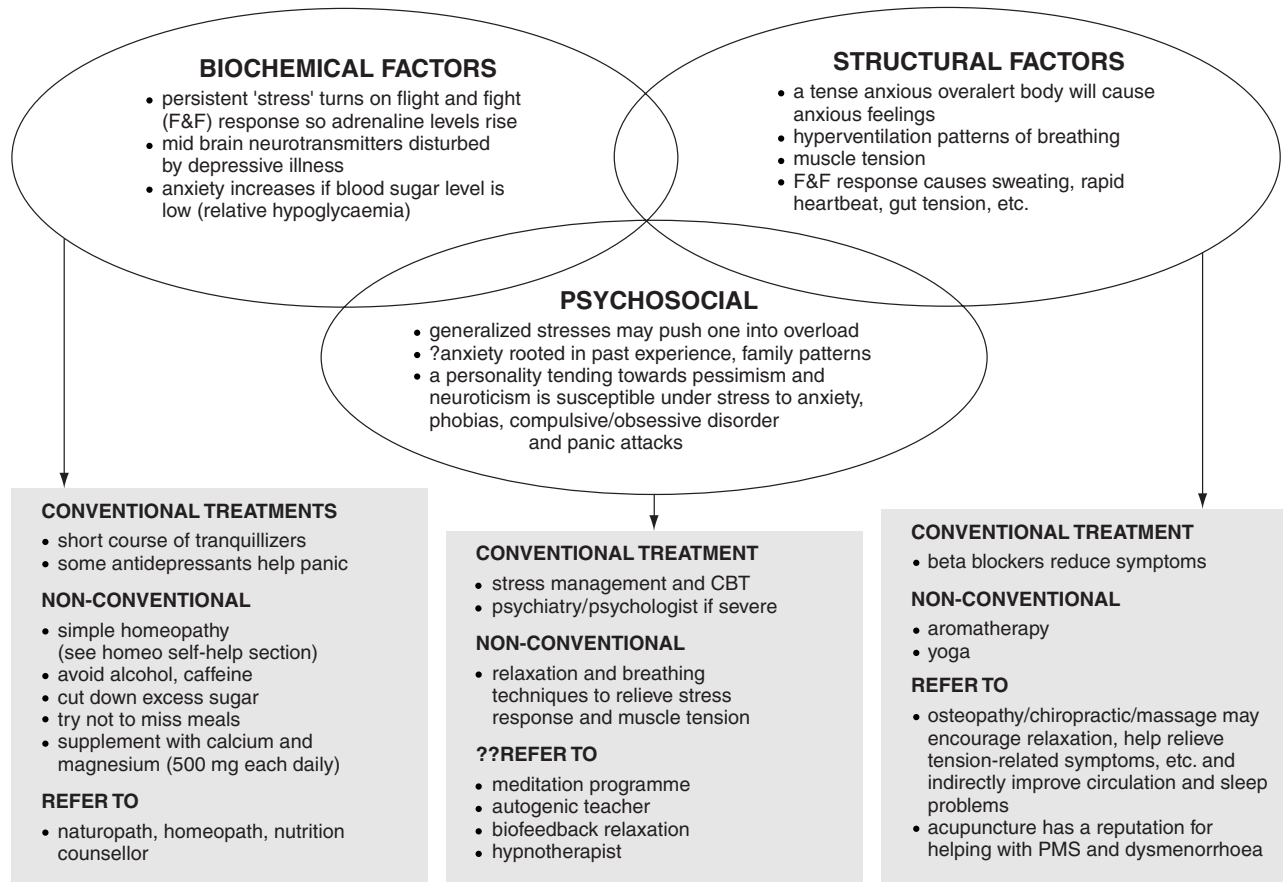 BIOCHEMICAL FACTORS
• persistent 'stress' turns on flight and fight
(F&F) response so adrenaline levels rise
• mid brain neurotransmitters disturbed
by depressive illness
• anxiety increases if blood sugar level is
low (relative hypoglycaemia)
STRUCTURAL FACTORS
• a tense anxious overalert body will cause
anxious feelings
• hyperventilation patterns of breathing
• muscle tension
• F&F response causes sweating, rapid
heartbeat, gut tension, etc.
PSYCHOSOCIAL
• generalized stresses may push one into overload
• ?anxiety rooted in past experience, family patterns
• a personality tending towards pessimism and
neuroticism is susceptible under stress to anxiety,
phobias, compulsive/obsessive disorder
and panic attacks
CONVENTIONAL TREATMENTS
• short course of tranquillizers
• some antidepressants help panic
NON-CONVENTIONAL
• simple homeopathy
(see homeo self-help section)
• avoid alcohol, caffeine
• cut down excess sugar
• try not to miss meals
• supplement with calcium and
magnesium (500 mg each daily)
REFER TO
• naturopath, homeopath, nutrition
counsellor
CONVENTIONAL TREATMENT
• stress management and CBT
• psychiatry/psychologist if severe
NON-CONVENTIONAL
• relaxation and breathing
techniques to relieve stress
response and muscle tension
??REFER TO
• meditation programme
• autogenic teacher
• biofeedback relaxation
• hypnotherapist
CONVENTIONAL TREATMENT
• beta blockers reduce symptoms
NON-CONVENTIONAL
• aromatherapy
• yoga
REFER TO
• osteopathy/chiropractic/massage may
encourage relaxation, help relieve
tension-related symptoms, etc. and
indirectly improve circulation and sleep
problems
• acupuncture has a reputation for
helping with PMS and dysmenorrhoea